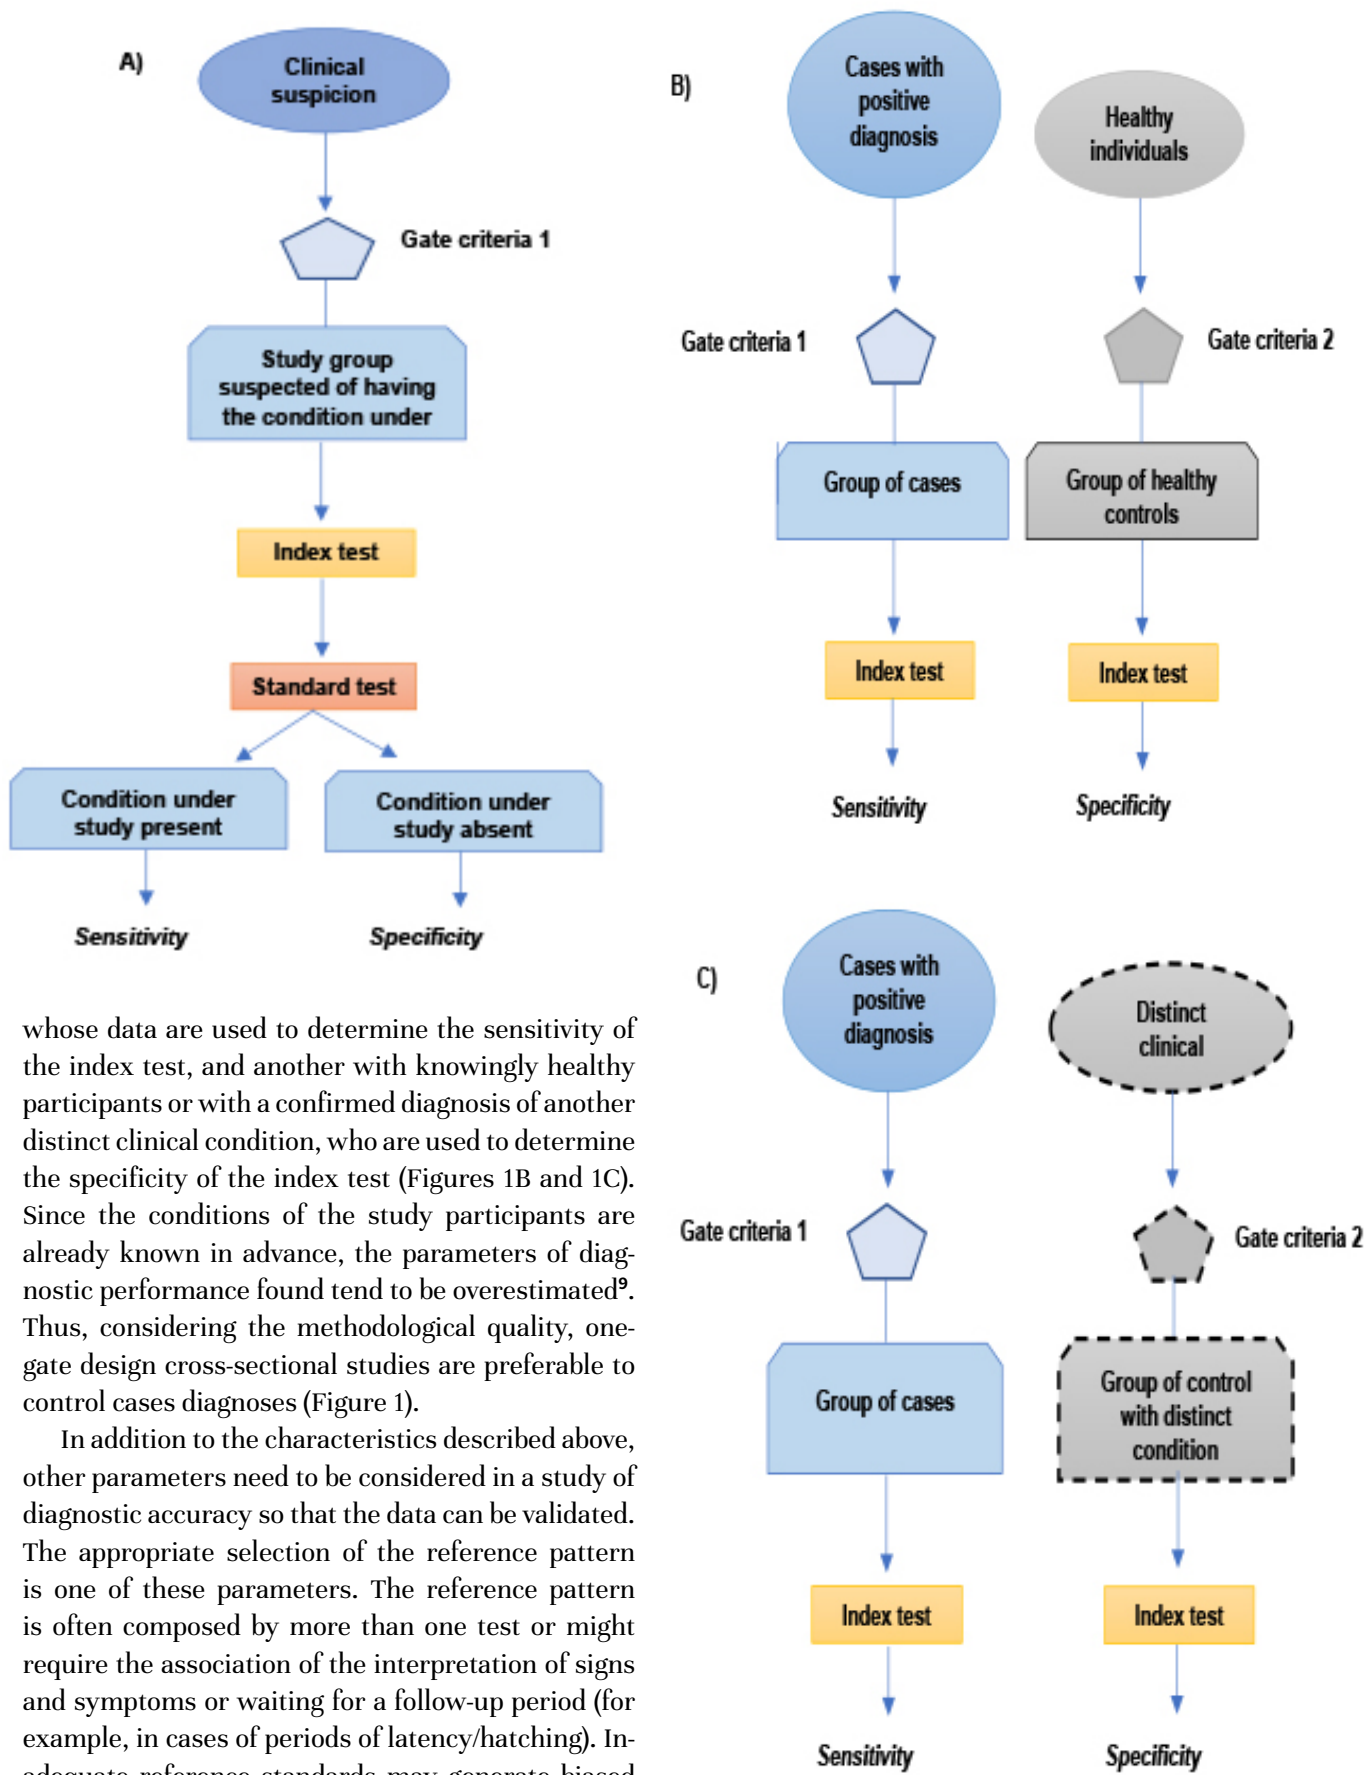 A)
Clinical
suspicion
Gate criteria 1
Study group
suspected of having
the condition under
Index test
Standard test
Condition under
study present
Condition under
study absent
Sensitivity
Specificity
B)
Cases with
positive
diagnosis
Healthy
individuals
Gate criteria 1
Gate criteria 2
Group of cases
Group of healthy
controls
Index test
Index test
Sensitivity
Specificity
C)
Cases with
positive
diagnosis
Distinct
clinical
Gate criteria 1
Gate criteria 2
Group of cases
Group of control
with distinct
condition
Index test
Index test
Sensitivity
Specificity
whose data are used to determine the sensitivity of
the index test, and another with knowingly healthy
participants or with a confirmed diagnosis of another
distinct clinical condition, who are used to determine
the specificity of the index test (Figures 1B and 1C).
Since the conditions of the study participants are
already known in advance, the parameters of diag-
nostic performance found tend to be overestimated⁹.
Thus, considering the methodological quality, one-
gate design cross-sectional studies are preferable to
control cases diagnoses (Figure 1).
In addition to the characteristics described above,
other parameters need to be considered in a study of
diagnostic accuracy so that the data can be validated.
The appropriate selection of the reference pattern
is one of these parameters. The reference pattern
is often composed by more than one test or might
require the association of the interpretation of signs
and symptoms or waiting for a follow-up period (for
example, in cases of periods of latency/hatching). In-
adequate reference standards may generate biased